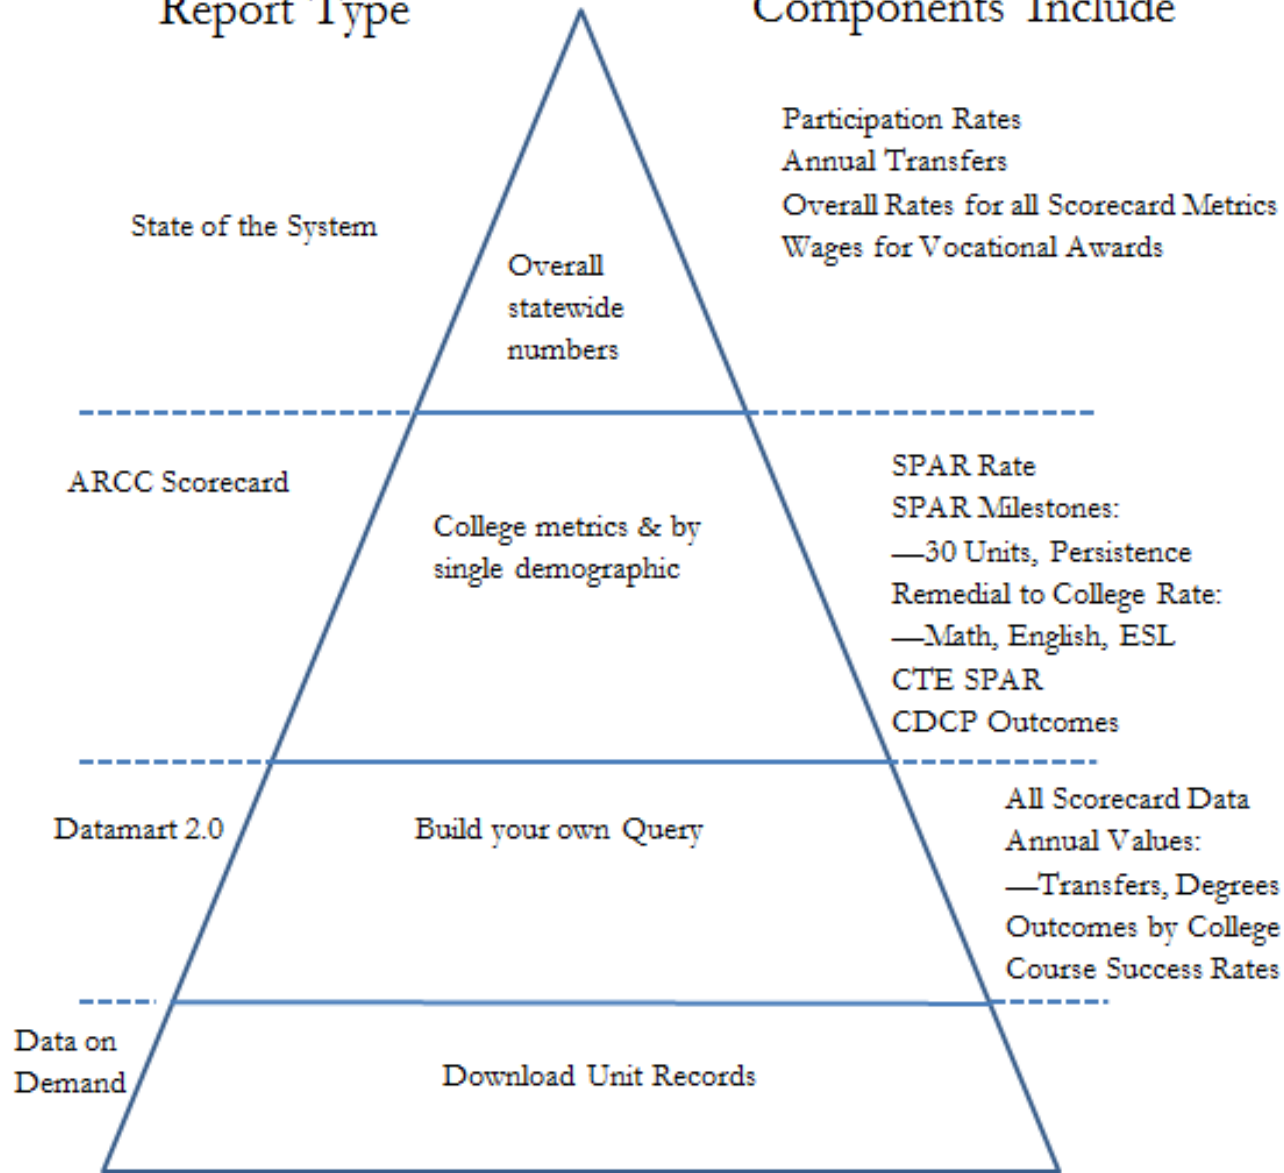 Report Type
Components Include
Participation Rates
Annual Transfers
Overall Rates for all Scorecard Metrics
Wages for Vocational Awards
State of the System
Overall
statewide
numbers
ARCC Scorecard
College metrics & by
single demographic
SPAR Rate
SPAR Milestones:
—30 Units, Persistence
Remedial to College Rate:
—Math, English, ESL
CTE SPAR
CDCP Outcomes
Datamart 2.0
Build your own Query
All Scorecard Data
Annual Values:
—Transfers, Degrees
Outcomes by College
Course Success Rates
Data on
Demand
Download Unit Records